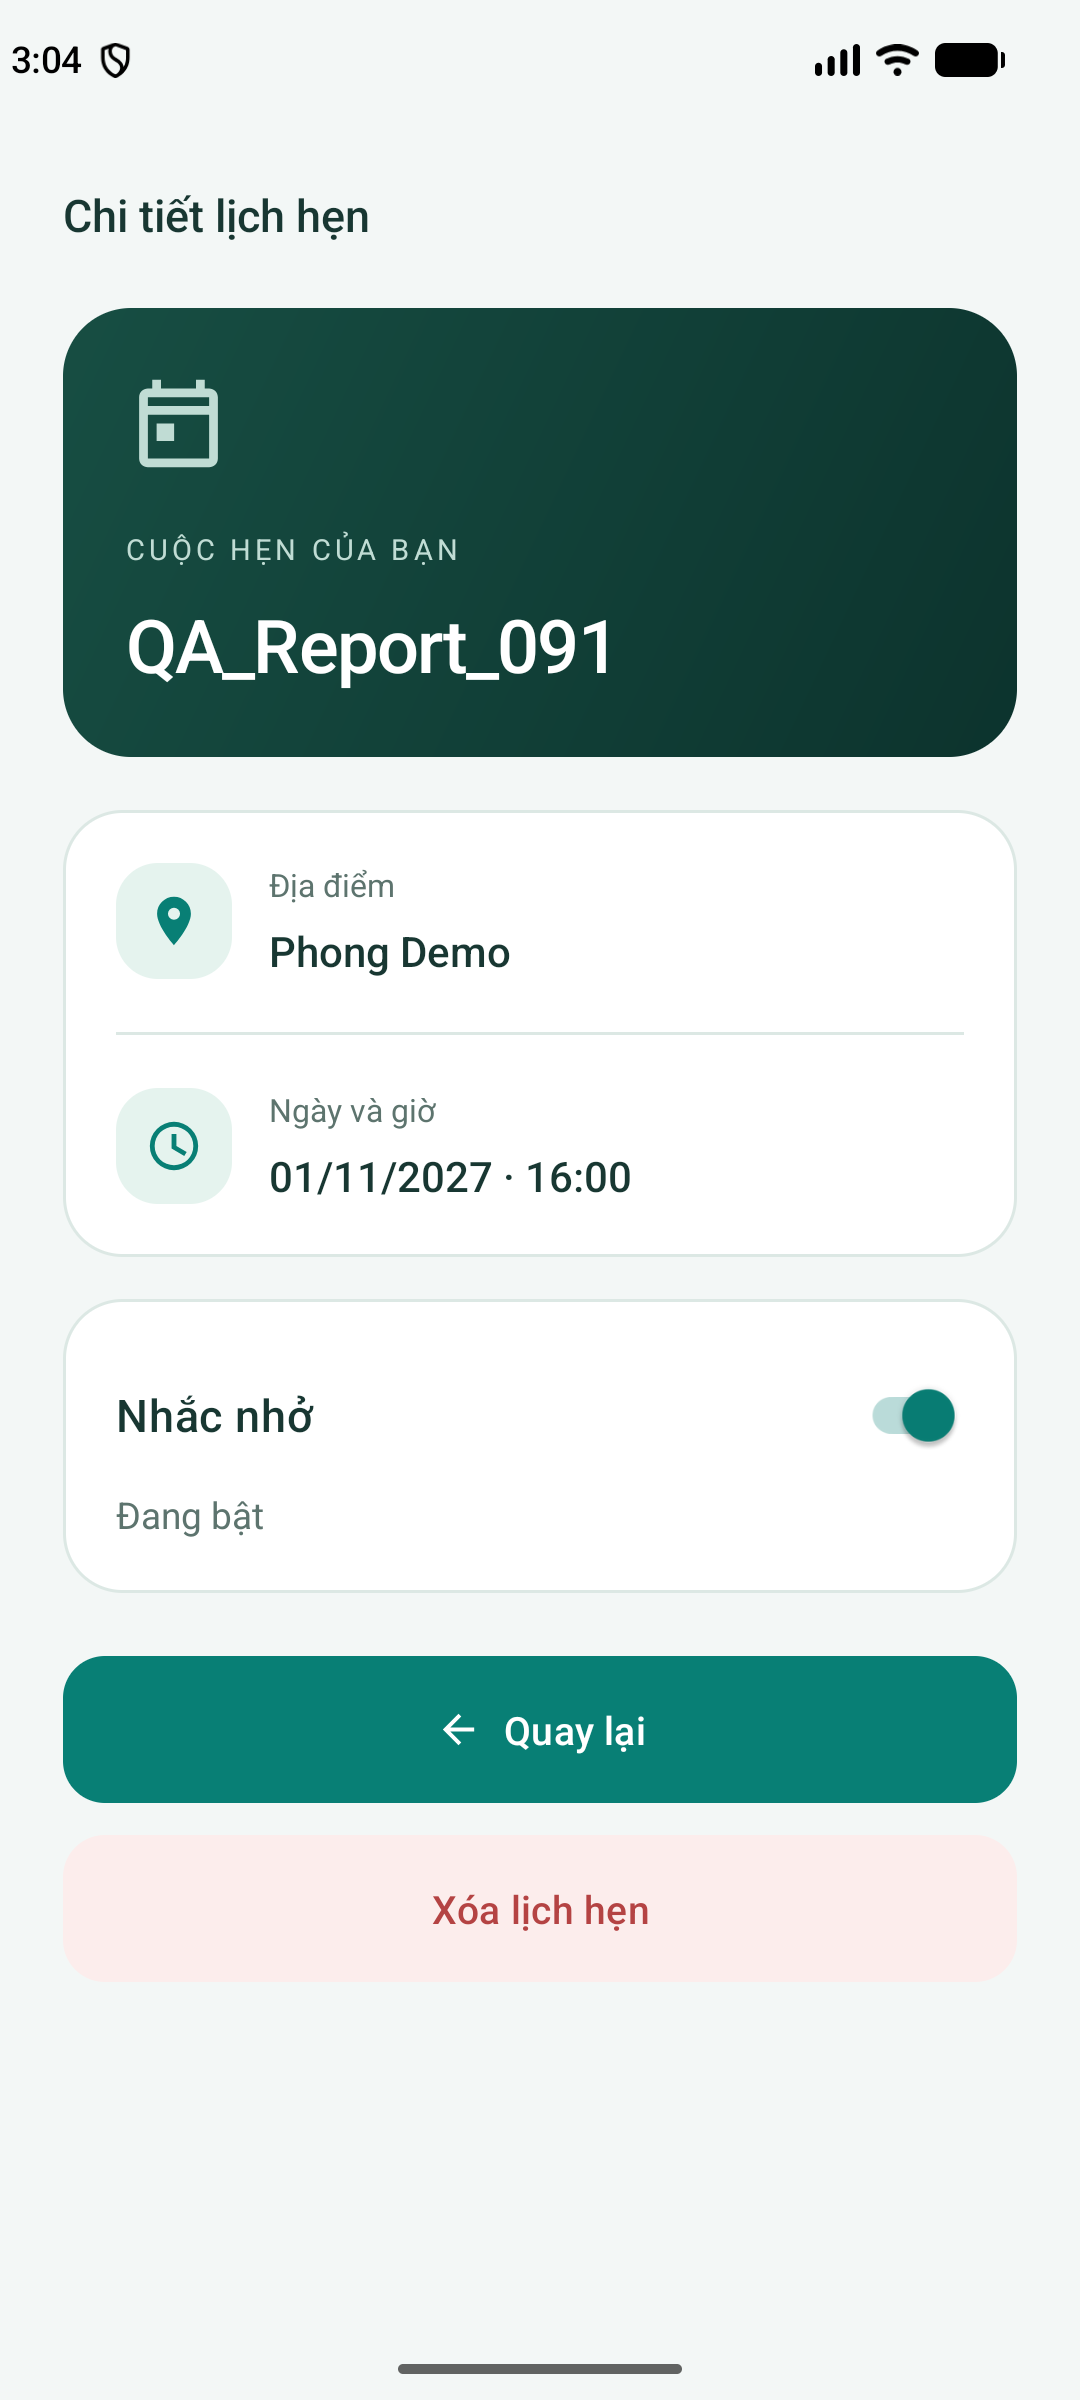 3:04
Chi tiết lịch hẹn
CUỘC HẸN CỦA BẠN
QA_Report_091
Địa điểm
Phong Demo
Ngày và giờ
01/11/2027 · 16:00
Nhắc nhở
Đang bật
Quay lại
Xóa lịch hẹn